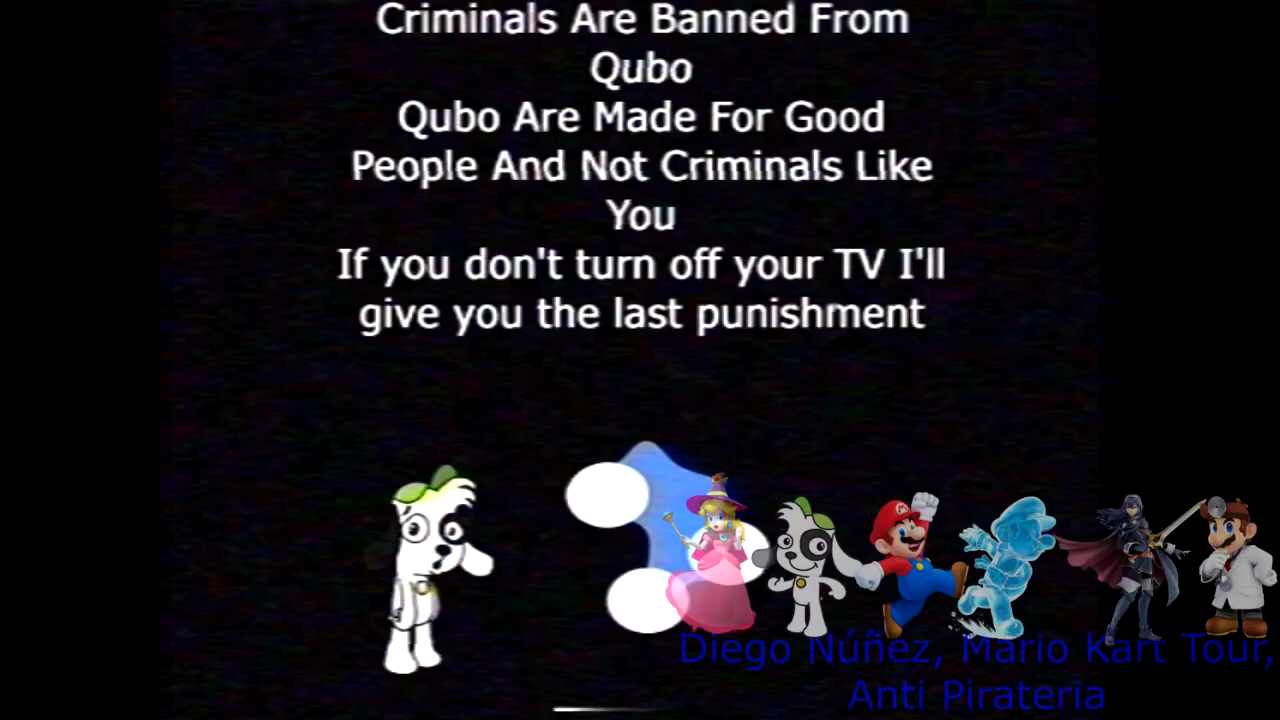 Criminals Are Banned From
Qubo
Qubo Are Made For Good
People And Not Criminals Like
You
If you don't turn off your TV I'll
give you the last punishment
Diego Núñez, Mario Kart Tour,
Anti Pirateria